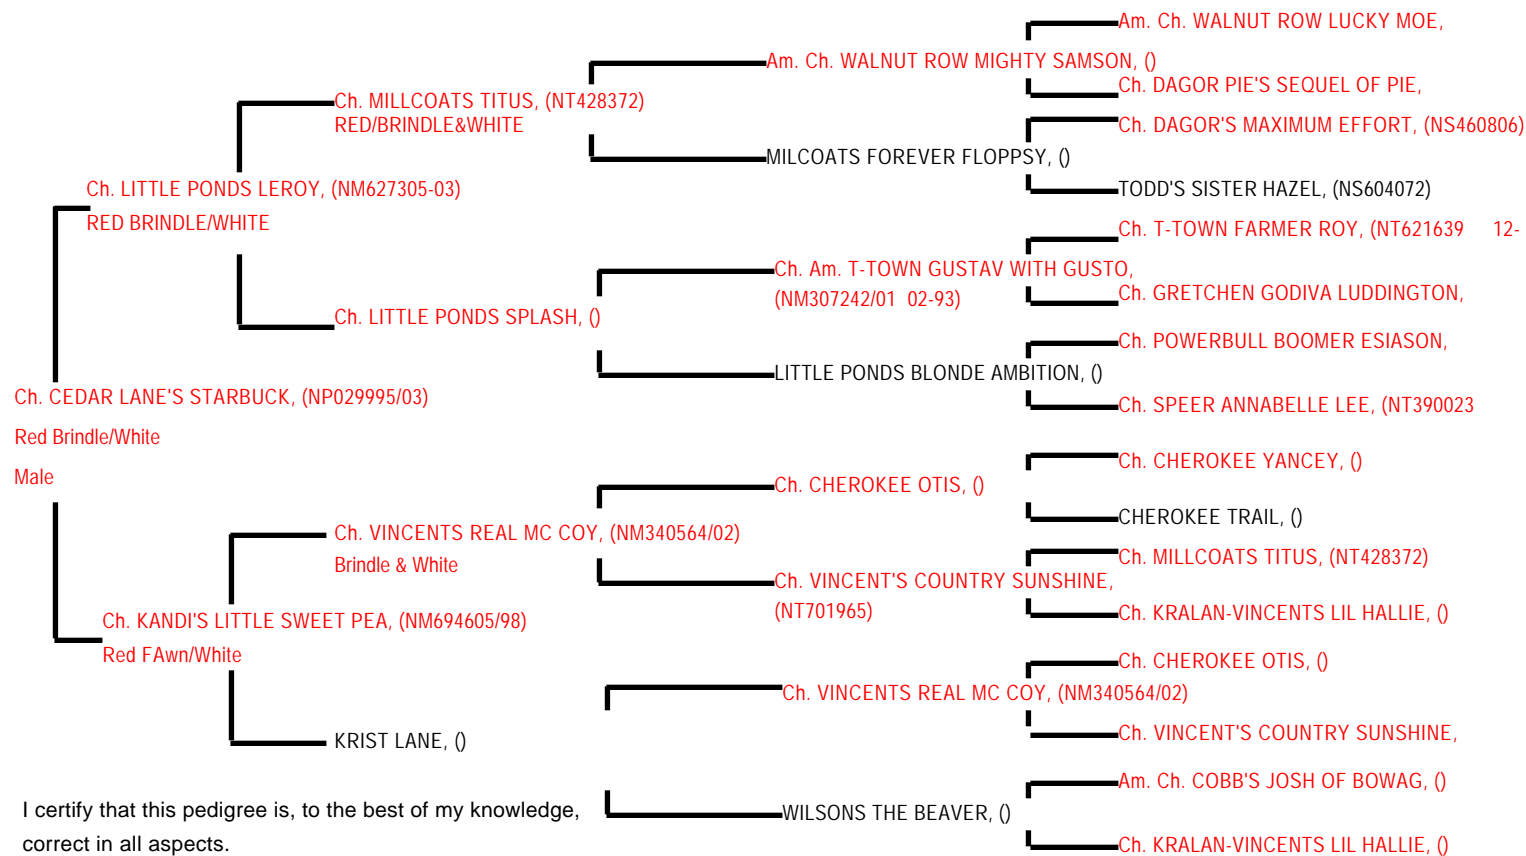 Am. Ch. WALNUT ROW LUCKY MOE,
Am. Ch. WALNUT ROW MIGHTY SAMSON, ()
Ch. DAGOR PIE'S SEQUEL OF PIE,
Ch. MILLCOATS TITUS, (NT428372)
RED/BRINDLE&WHITE
Ch. DAGOR'S MAXIMUM EFFORT, (NS460806)
MILCOATS FOREVER FLOPPSY, ()
TODD'S SISTER HAZEL, (NS604072)
Ch. LITTLE PONDS LEROY, (NM627305-03)
RED BRINDLE/WHITE
Ch. T-TOWN FARMER ROY, (NT621639 12-
Ch. Am. T-TOWN GUSTAV WITH GUSTO,
(NM307242/01 02-93)
Ch. GRETCHEN GODIVA LUDDINGTON,
Ch. LITTLE PONDS SPLASH, ()
Ch. POWERBULL BOOMER ESIASON,
LITTLE PONDS BLONDE AMBITION, ()
Ch. SPEER ANNABELLE LEE, (NT390023
Ch. CEDAR LANE'S STARBUCK, (NP029995/03)
Red Brindle/White
Male
Ch. CHEROKEE YANCEY, ()
Ch. CHEROKEE OTIS, ()
CHEROKEE TRAIL, ()
Ch. VINCENTS REAL MC COY, (NM340564/02)
Brindle & White
Ch. MILLCOATS TITUS, (NT428372)
Ch. VINCENT'S COUNTRY SUNSHINE,
(NT701965)
Ch. KRALAN-VINCENTS LIL HALLIE, ()
Ch. KANDI'S LITTLE SWEET PEA, (NM694605/98)
Red FAwn/White
Ch. CHEROKEE OTIS, ()
Ch. VINCENTS REAL MC COY, (NM340564/02)
Ch. VINCENT'S COUNTRY SUNSHINE,
KRIST LANE, ()
Am. Ch. COBB'S JOSH OF BOWAG, ()
WILSONS THE BEAVER, ()
Ch. KRALAN-VINCENTS LIL HALLIE, ()
I certify that this pedigree is, to the best of my knowledge,
correct in all aspects.